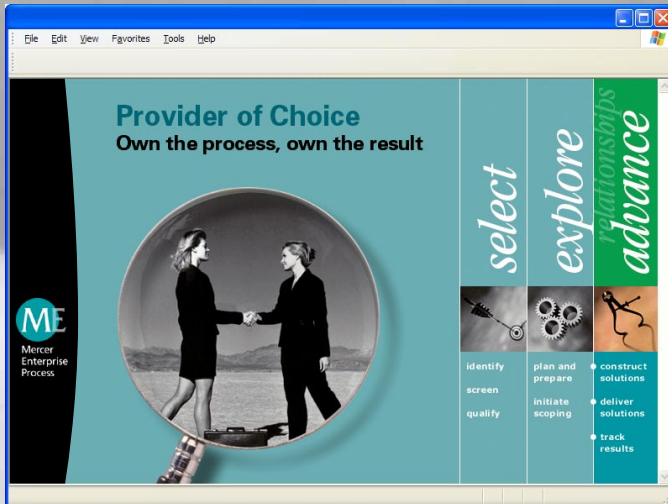 File Edit View Favorites Tools Help
Provider of Choice
Own the process, own the result
select
explore
relationships
advance
ME
Mercer
Enterprise
Process
identify
screen
qualify
plan and
prepare
initiate
scoping
construct
solutions
deliver
solutions
track
results